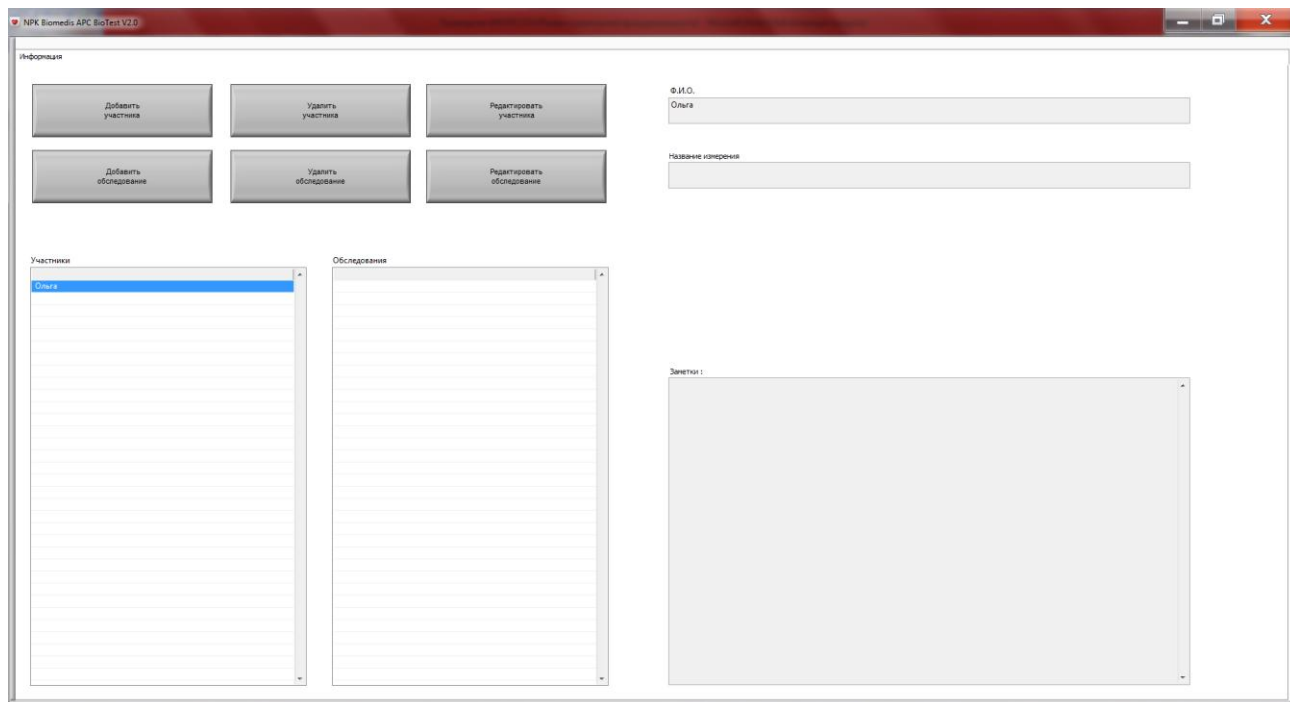 NPK Biomedis APC BioTest V2.0
Информация
Добавить
участника
Удалить
участника
Редактировать
участника
Ф.И.О.
Ольга
Добавить
обследование
Удалить
обследование
Редактировать
обследование
Название измерения
Участники
Обследования
Ольга
Заметки :